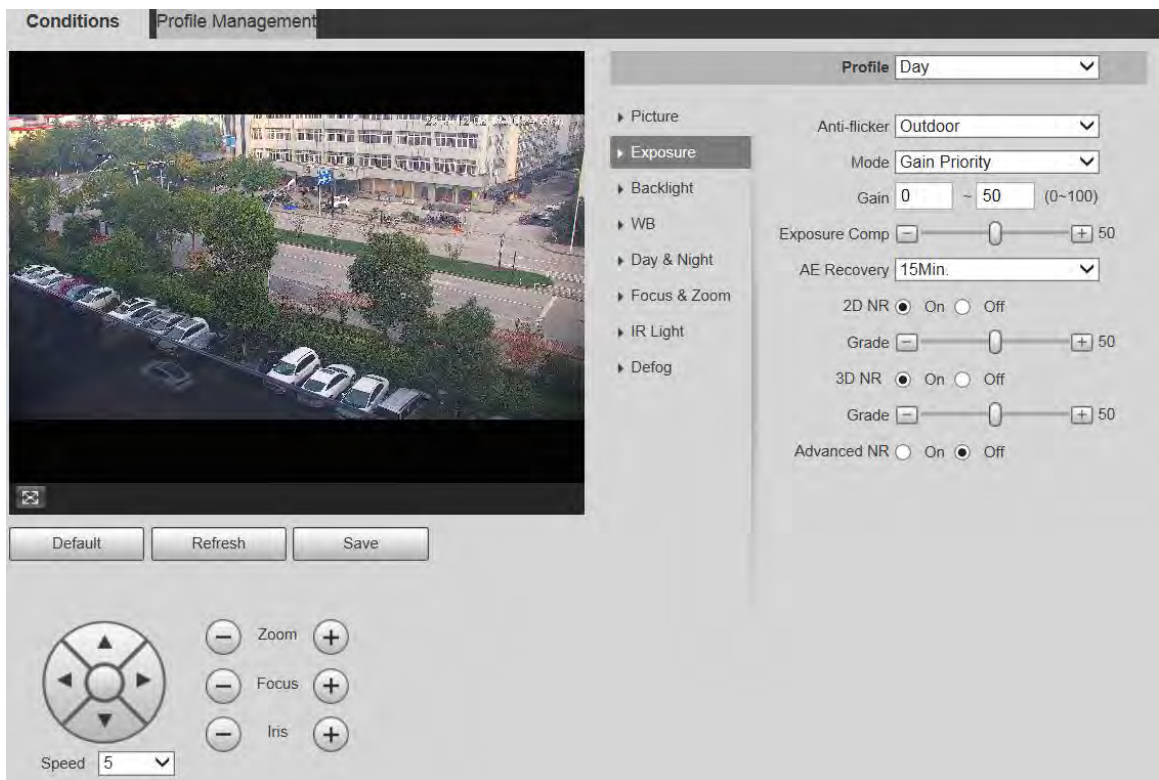 Conditions
Profile Management
Profile Day
Picture
Exposure
Backlight
WB
Day & Night
Focus & Zoom
IR Light
Defog
Anti-flicker Outdoor
Mode Gain Priority
Gain 0 ~ 50 (0~100)
Exposure Comp 50
AE Recovery 15Min.
2D NR On Off
Grade 50
3D NR On Off
Grade 50
Advanced NR On Off
Default Refresh Save
Zoom
Focus
Iris
Speed 5